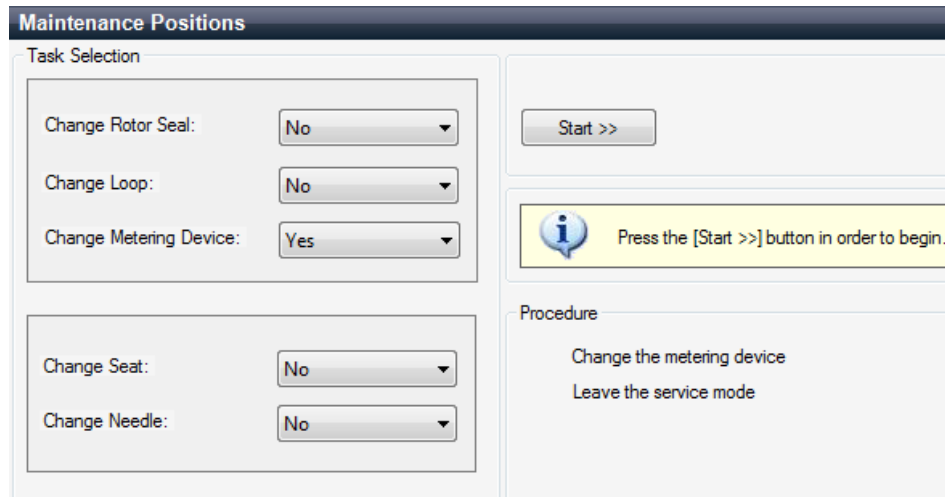 Maintenance Positions
Task Selection
Change Rotor Seal: No
Change Loop: No
Change Metering Device: Yes
Change Seat: No
Change Needle: No
Start >>
Press the [Start >>] button in order to begin.
Procedure
Change the metering device
Leave the service mode